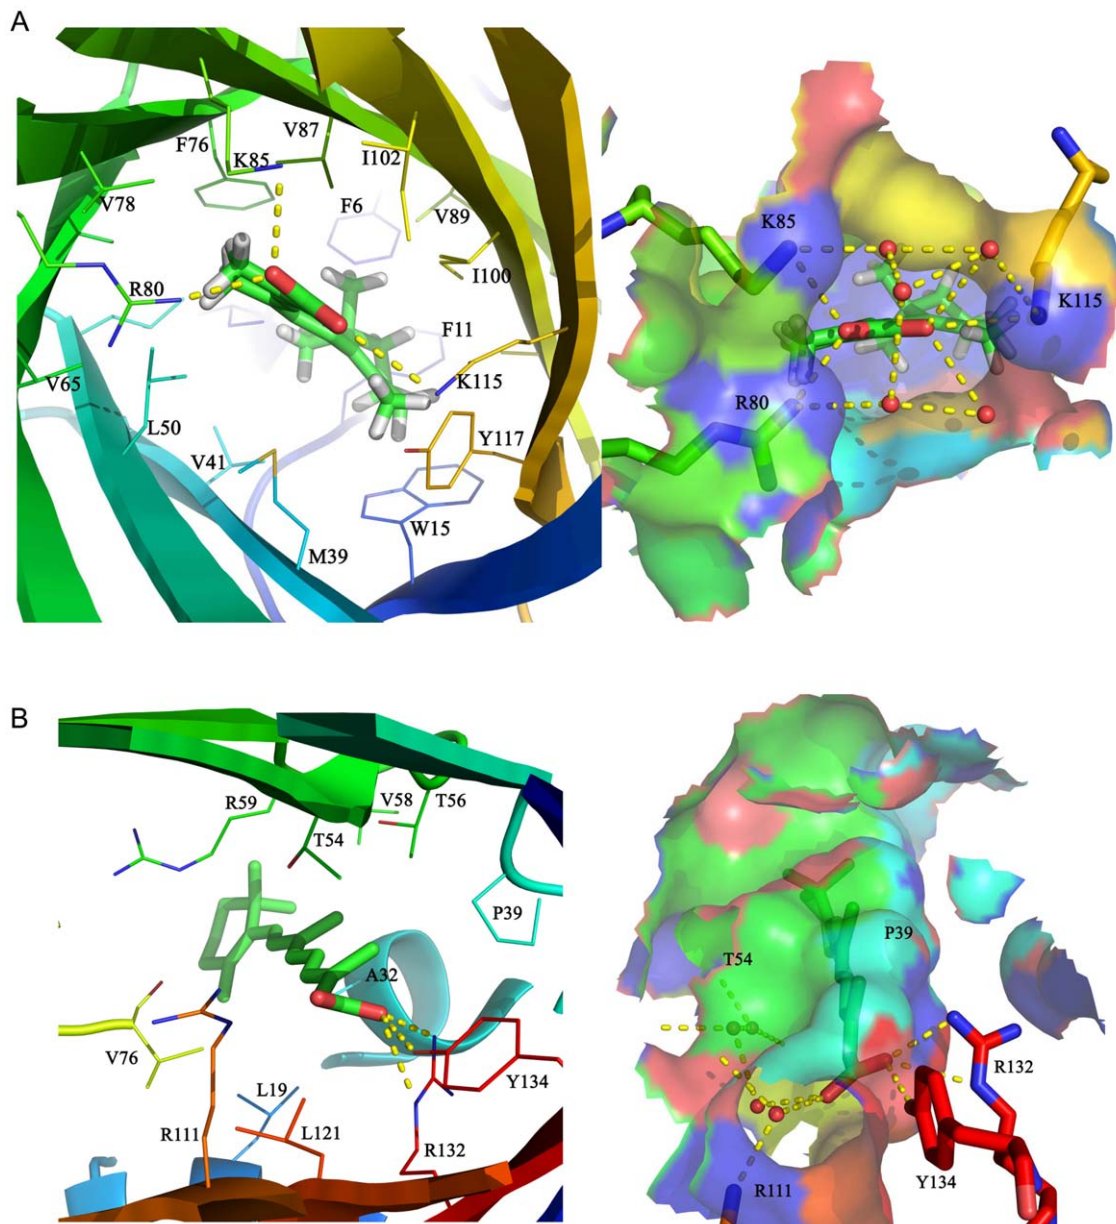 A
F76
K85
V87
I102
V78
F6
V89
R80
I100
F11
V65
K115
L50
V41
Y117
W15
M39
K85
K115
R80
B
R59
V58
T56
T54
P39
A32
V76
Y134
L19
R111
L121
R132
T54
P39
R132
R111
Y134